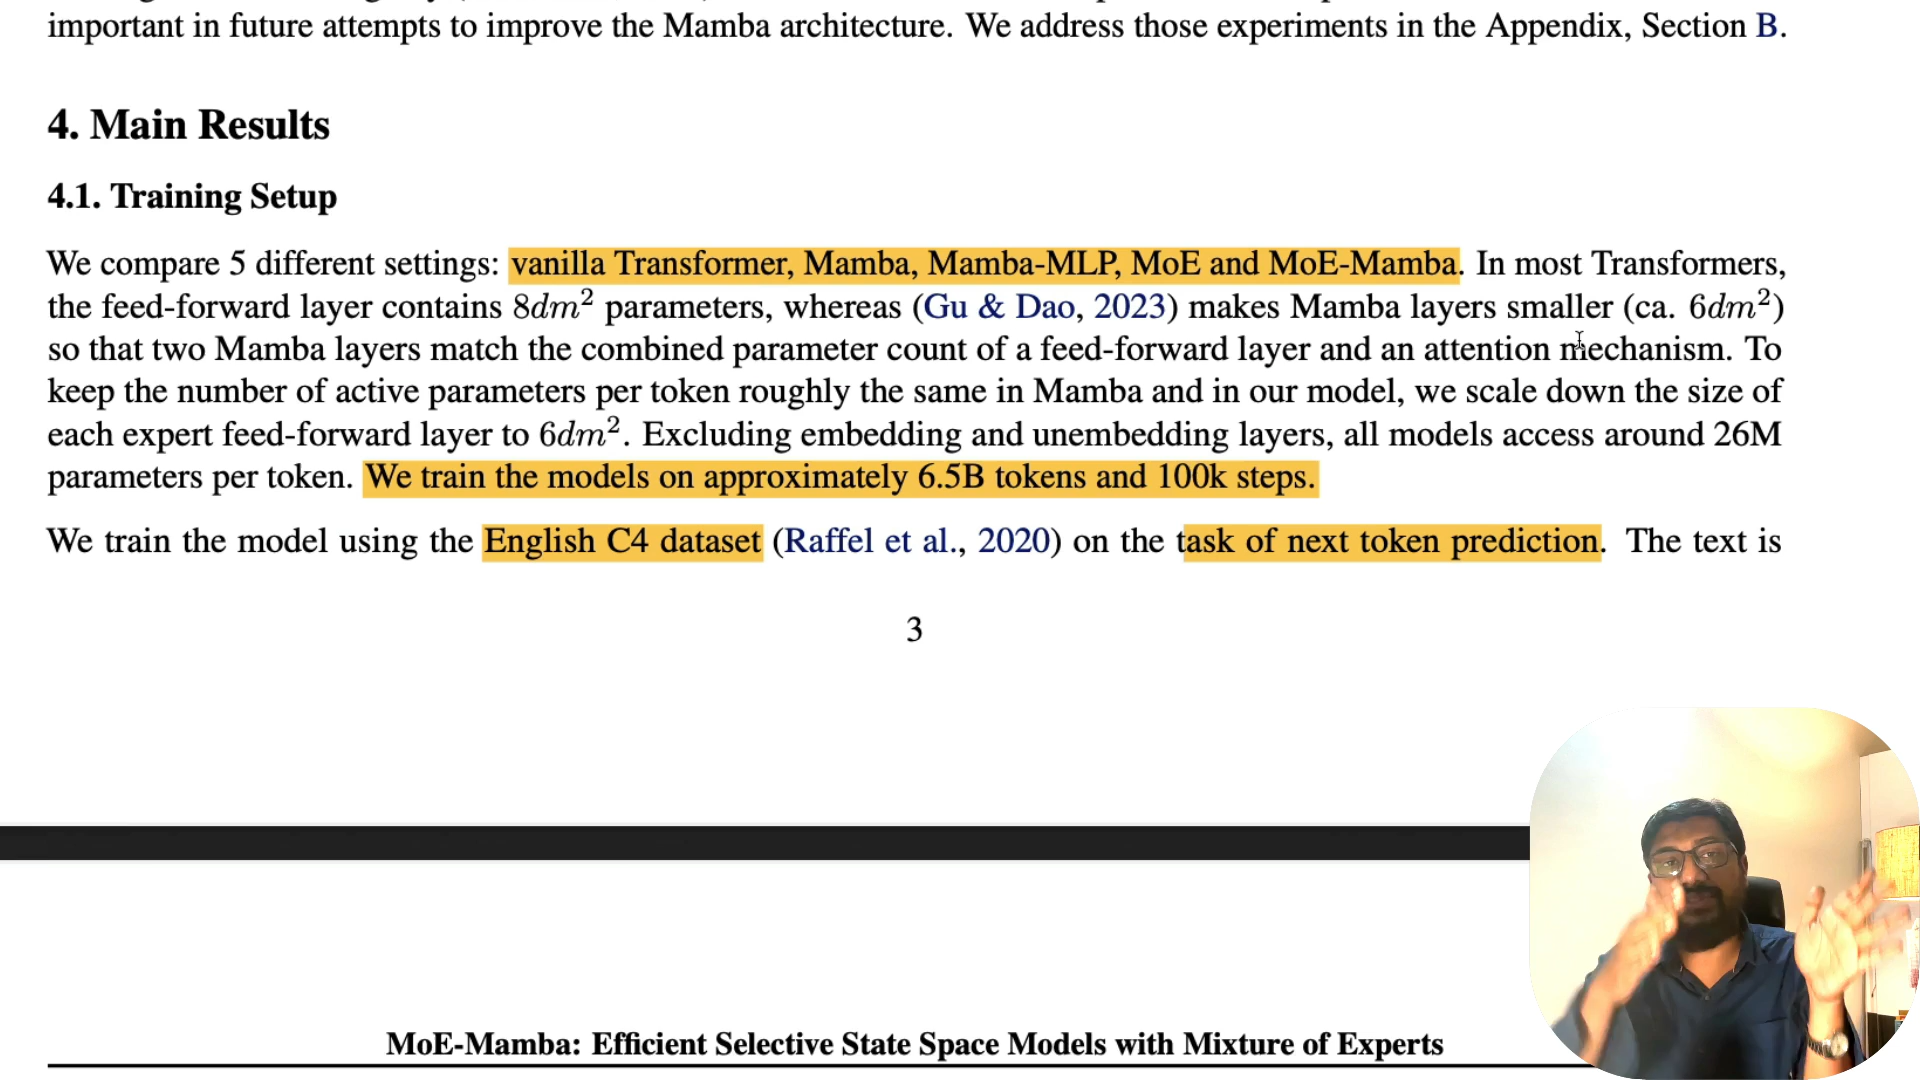 important in future attempts to improve the Mamba architecture. We address those experiments in the Appendix, Section B.
4. Main Results
4.1. Training Setup
We compare 5 different settings: vanilla Transformer, Mamba, Mamba-MLP, MoE and MoE-Mamba. In most Transformers,
the feed-forward layer contains 8dm² parameters, whereas (Gu & Dao, 2023) makes Mamba layers smaller (ca. 6dm²)
so that two Mamba layers match the combined parameter count of a feed-forward layer and an attention mechanism. To
keep the number of active parameters per token roughly the same in Mamba and in our model, we scale down the size of
each expert feed-forward layer to 6dm². Excluding embedding and unembedding layers, all models access around 26M
parameters per token. We train the models on approximately 6.5B tokens and 100k steps.
We train the model using the English C4 dataset (Raffel et al., 2020) on the task of next token prediction. The text is
3
MoE-Mamba: Efficient Selective State Space Models with Mixture of Experts